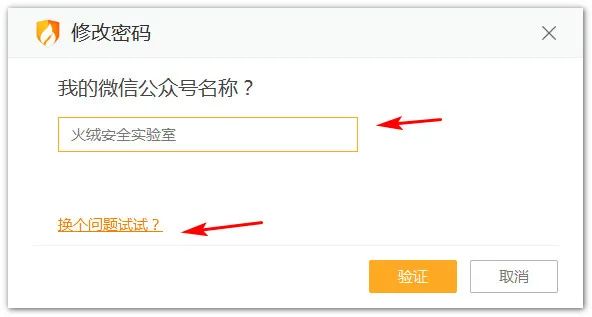 修改密码
我的微信公众号名称？
火绒安全实验室
换个问题试试？
验证
取消